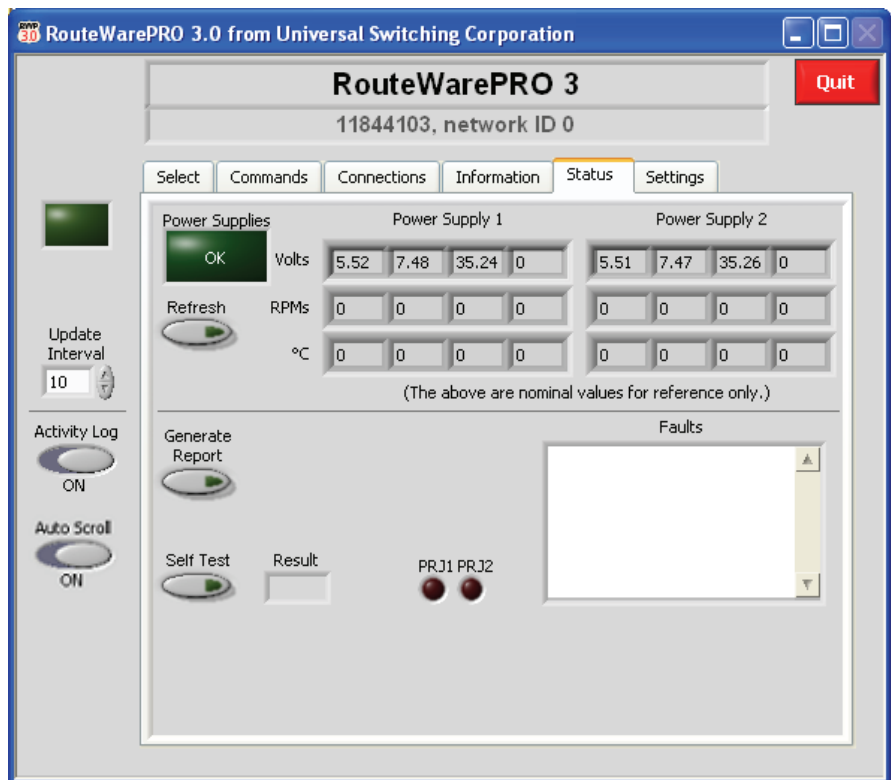 RouteWarePRO 3.0 from Universal Switching Corporation
RouteWarePRO 3
Quit
11844103, network ID 0
Select Commands Connections Information Status Settings
Power Supplies Power Supply 1 Power Supply 2
OK Volts 5.52 7.48 35.24 0 5.51 7.47 35.26 0
Refresh RPMs 0 0 0 0 0 0 0 0
°C 0 0 0 0 0 0 0 0
(The above are nominal values for reference only.)
Update
Interval
10
Activity Log
ON
Auto Scroll
ON
Generate
Report
Faults
Self Test Result PRJ1 PRJ2